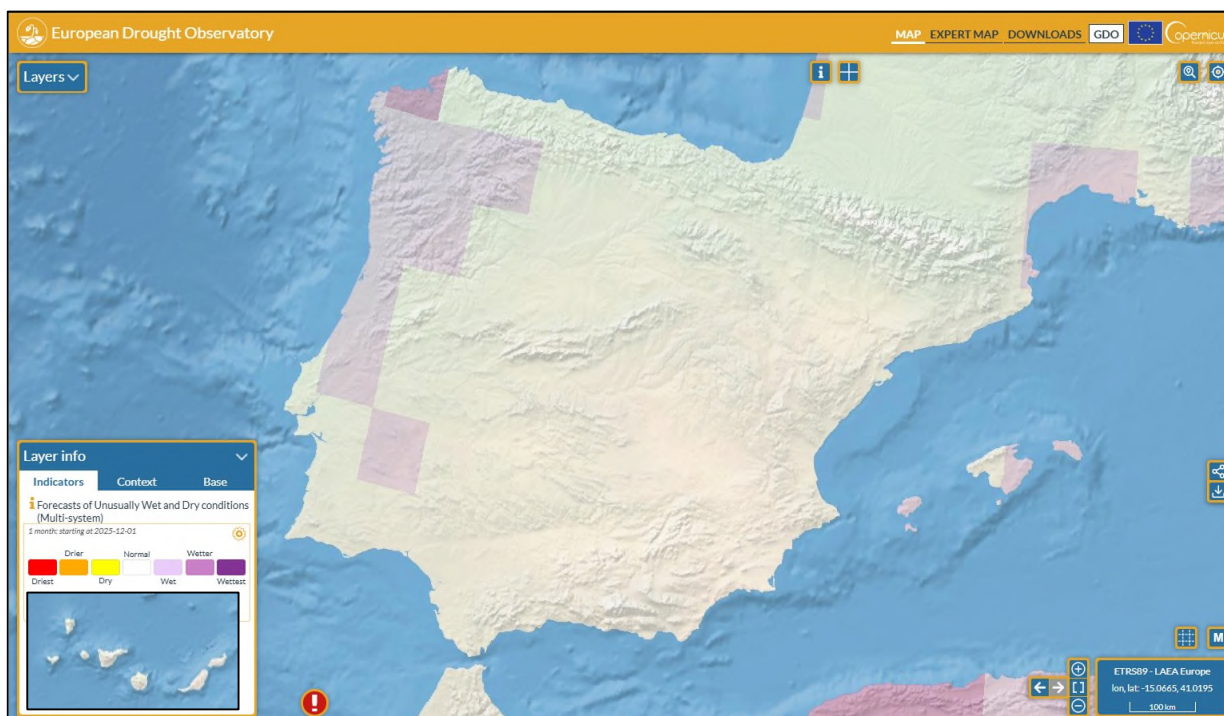 European Drought Observatory
MAP EXPERT MAP DOWNLOADS GDO
Layers
i
Layer info
Indicators Context Base
i Forecasts of Unusually Wet and Dry conditions
(Multi-system)
1 month: starting at 2025-12-01
Drier Normal Wetter
Driest Dry Wet Wettest
!
M
ETRS89 - LAEA Europe
lon, lat: -15.0665, 41.0195
100 km